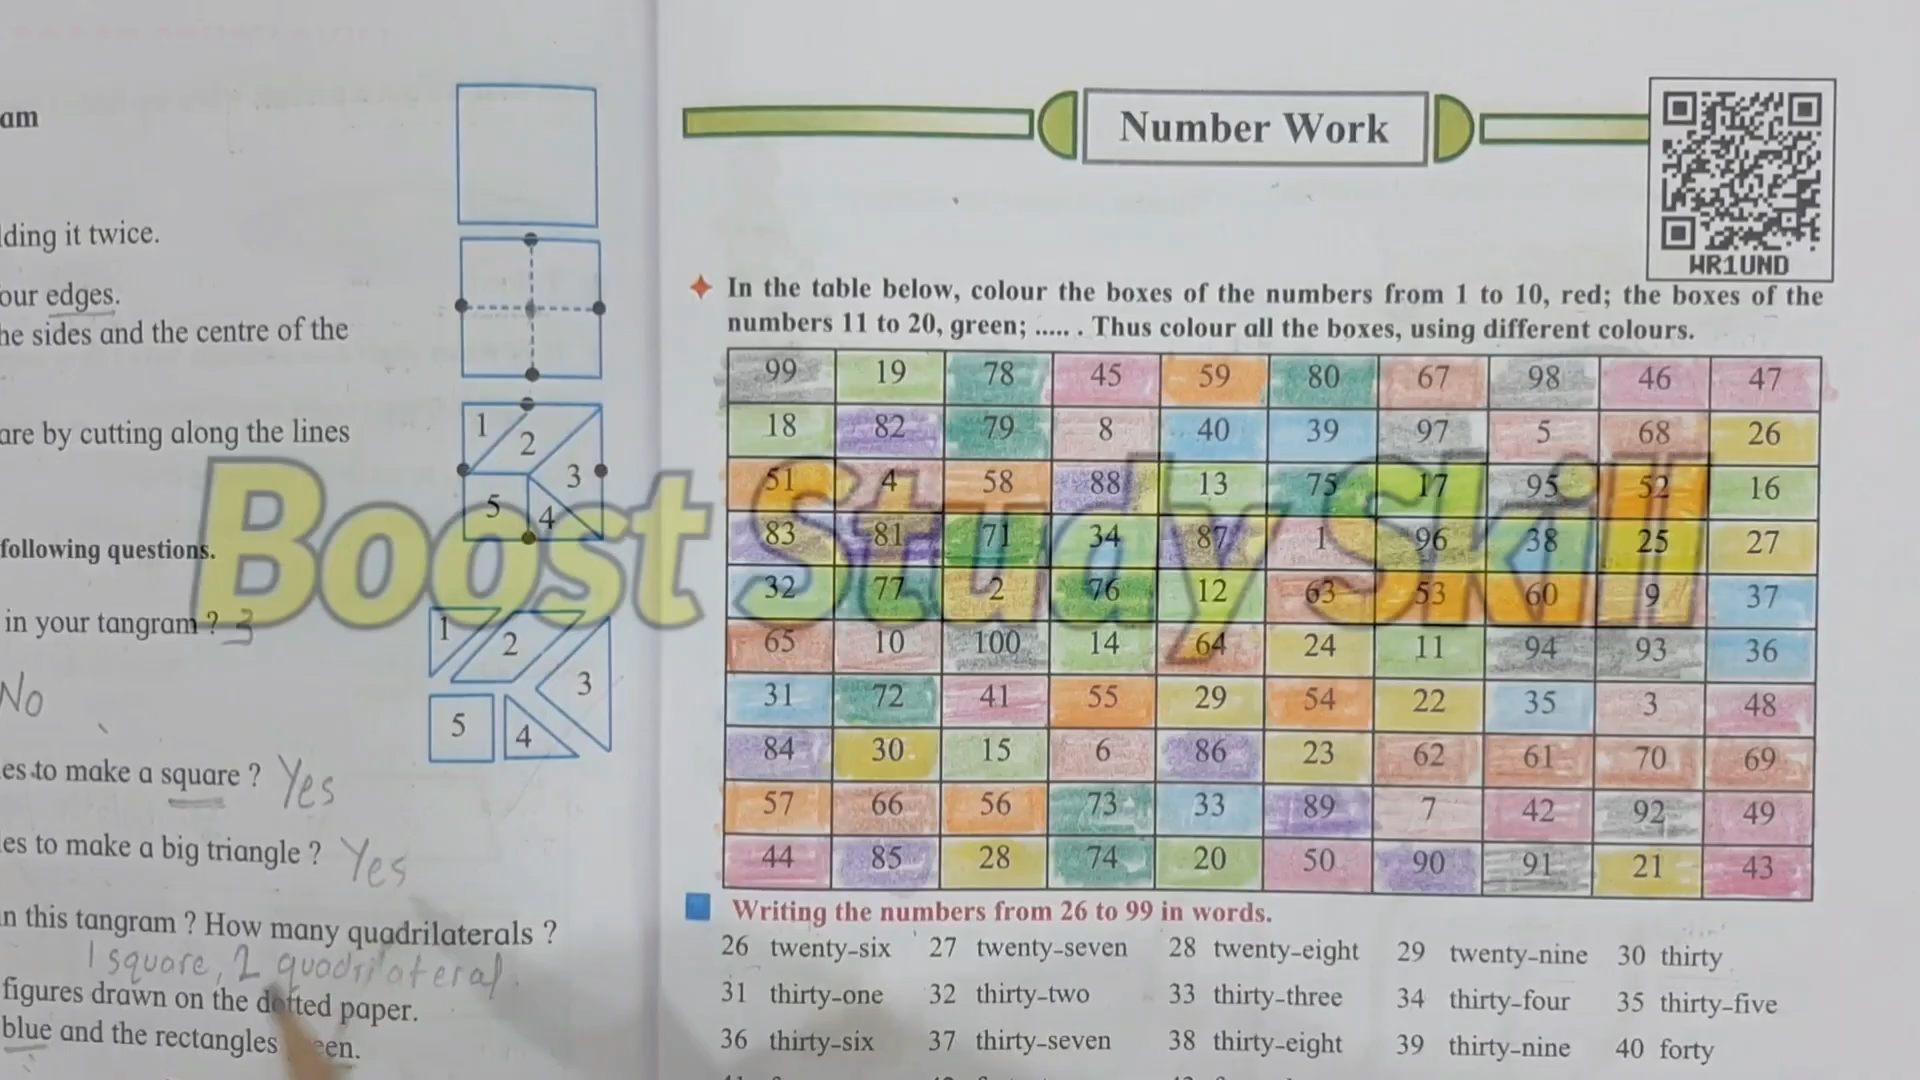 am
lding it twice.
our edges.
he sides and the centre of the
are by cutting along the lines
1
2
3
5
4
following questions.
in your tangram ? 3
No
1
2
3
5
4
es to make a square ? Yes
es to make a big triangle ? Yes
n this tangram ? How many quadrilaterals ?
1 square, 2 quadrilateral.
figures drawn on the dotted paper.
blue and the rectangles een.
Number Work
WR1UND
In the table below, colour the boxes of the numbers from 1 to 10, red; the boxes of the
numbers 11 to 20, green; ..... . Thus colour all the boxes, using different colours.
99 19 78 45 59 80 67 98 46 47
18 82 79 8 40 39 97 5 68 26
51 4 58 88 13 75 17 95 52 16
83 81 71 34 87 1 96 38 25 27
32 77 2 76 12 63 53 60 9 37
65 10 100 14 64 24 11 94 93 36
31 72 41 55 29 54 22 35 3 48
84 30 15 6 86 23 62 61 70 69
57 66 56 73 33 89 7 42 92 49
44 85 28 74 20 50 90 91 21 43
Boost Study Skill
Writing the numbers from 26 to 99 in words.
26 twenty-six 27 twenty-seven 28 twenty-eight 29 twenty-nine 30 thirty
31 thirty-one 32 thirty-two 33 thirty-three 34 thirty-four 35 thirty-five
36 thirty-six 37 thirty-seven 38 thirty-eight 39 thirty-nine 40 forty